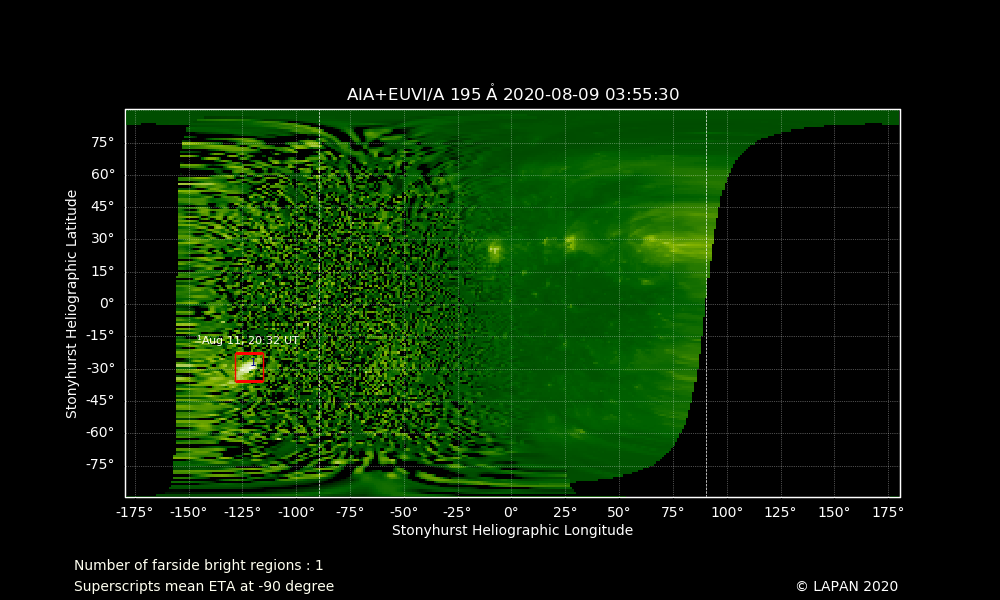 AIA+EUVI/A 195 Å 2020-08-09 03:55:30
75°
60°
45°
30°
15°
0°
-15°
-30°
-45°
-60°
-75°
Stonyhurst Heliographic Latitude
¹Aug 11, 20.32 UT
-175° -150° -125° -100° -75° -50° -25° 0° 25° 50° 75° 100° 125° 150° 175°
Stonyhurst Heliographic Longitude
Number of farside bright regions : 1
Superscripts mean ETA at -90 degree
© LAPAN 2020